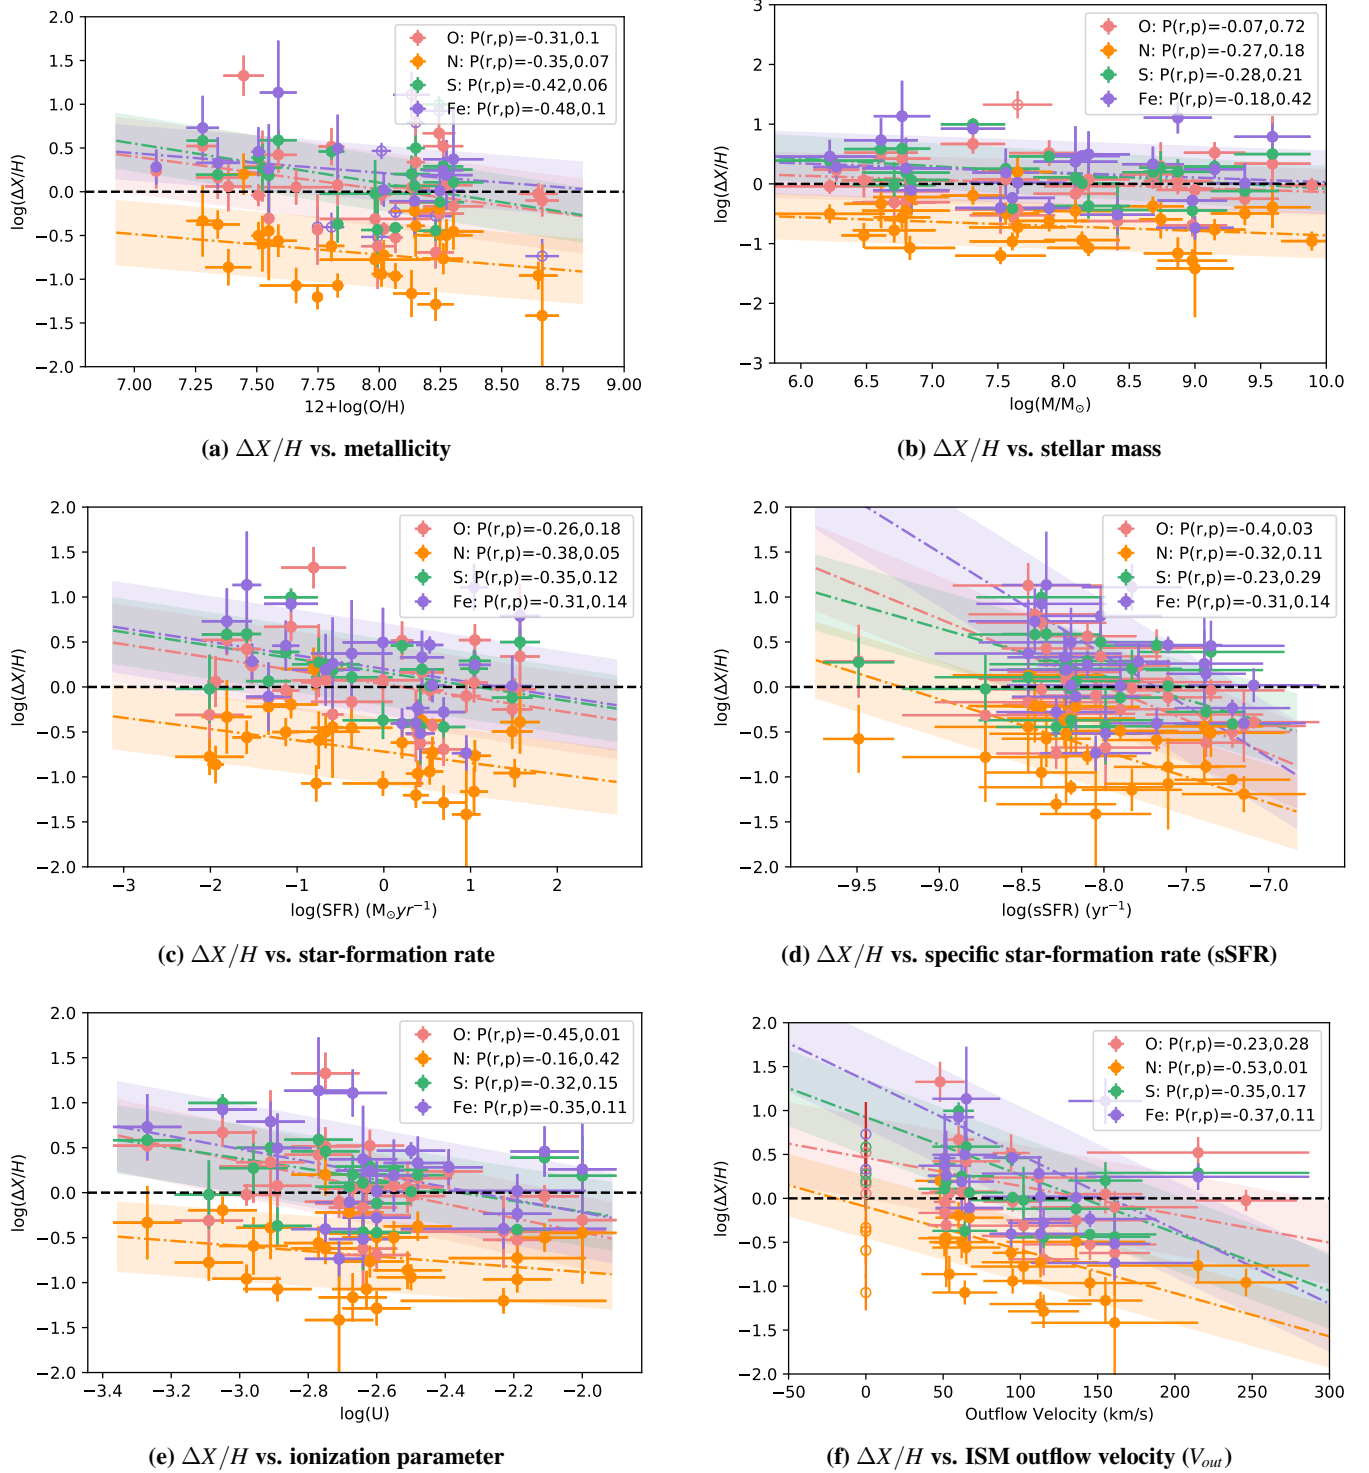 2.0
1.5
1.0
0.5
0.0
−0.5
−1.0
−1.5
−2.0
log(ΔX/H)
O: P(r,p)=-0.31,0.1
N: P(r,p)=-0.35,0.07
S: P(r,p)=-0.42,0.06
Fe: P(r,p)=-0.48,0.1
7.00 7.25 7.50 7.75 8.00 8.25 8.50 8.75 9.00
12+log(O/H)
(a) ΔX/H vs. metallicity
3
2
1
0
−1
−2
−3
log(ΔX/H)
O: P(r,p)=-0.07,0.72
N: P(r,p)=-0.27,0.18
S: P(r,p)=-0.28,0.21
Fe: P(r,p)=-0.18,0.42
6.0 6.5 7.0 7.5 8.0 8.5 9.0 9.5 10.0
log(M/M⊙)
(b) ΔX/H vs. stellar mass
2.0
1.5
1.0
0.5
0.0
−0.5
−1.0
−1.5
−2.0
log(ΔX/H)
O: P(r,p)=-0.26,0.18
N: P(r,p)=-0.38,0.05
S: P(r,p)=-0.35,0.12
Fe: P(r,p)=-0.31,0.14
−3 −2 −1 0 1 2
log(SFR) (M⊙yr⁻¹)
(c) ΔX/H vs. star-formation rate
2.0
1.5
1.0
0.5
0.0
−0.5
−1.0
−1.5
−2.0
log(ΔX/H)
O: P(r,p)=-0.4,0.03
N: P(r,p)=-0.32,0.11
S: P(r,p)=-0.23,0.29
Fe: P(r,p)=-0.31,0.14
−9.5 −9.0 −8.5 −8.0 −7.5 −7.0
log(sSFR) (yr⁻¹)
(d) ΔX/H vs. specific star-formation rate (sSFR)
2.0
1.5
1.0
0.5
0.0
−0.5
−1.0
−1.5
−2.0
log(ΔX/H)
O: P(r,p)=-0.45,0.01
N: P(r,p)=-0.16,0.42
S: P(r,p)=-0.32,0.15
Fe: P(r,p)=-0.35,0.11
−3.4 −3.2 −3.0 −2.8 −2.6 −2.4 −2.2 −2.0
log(U)
(e) ΔX/H vs. ionization parameter
2.0
1.5
1.0
0.5
0.0
−0.5
−1.0
−1.5
−2.0
log(ΔX/H)
O: P(r,p)=-0.23,0.28
N: P(r,p)=-0.53,0.01
S: P(r,p)=-0.35,0.17
Fe: P(r,p)=-0.37,0.11
−50 0 50 100 150 200 250 300
Outflow Velocity (km/s)
(f) ΔX/H vs. ISM outflow velocity (V_out)